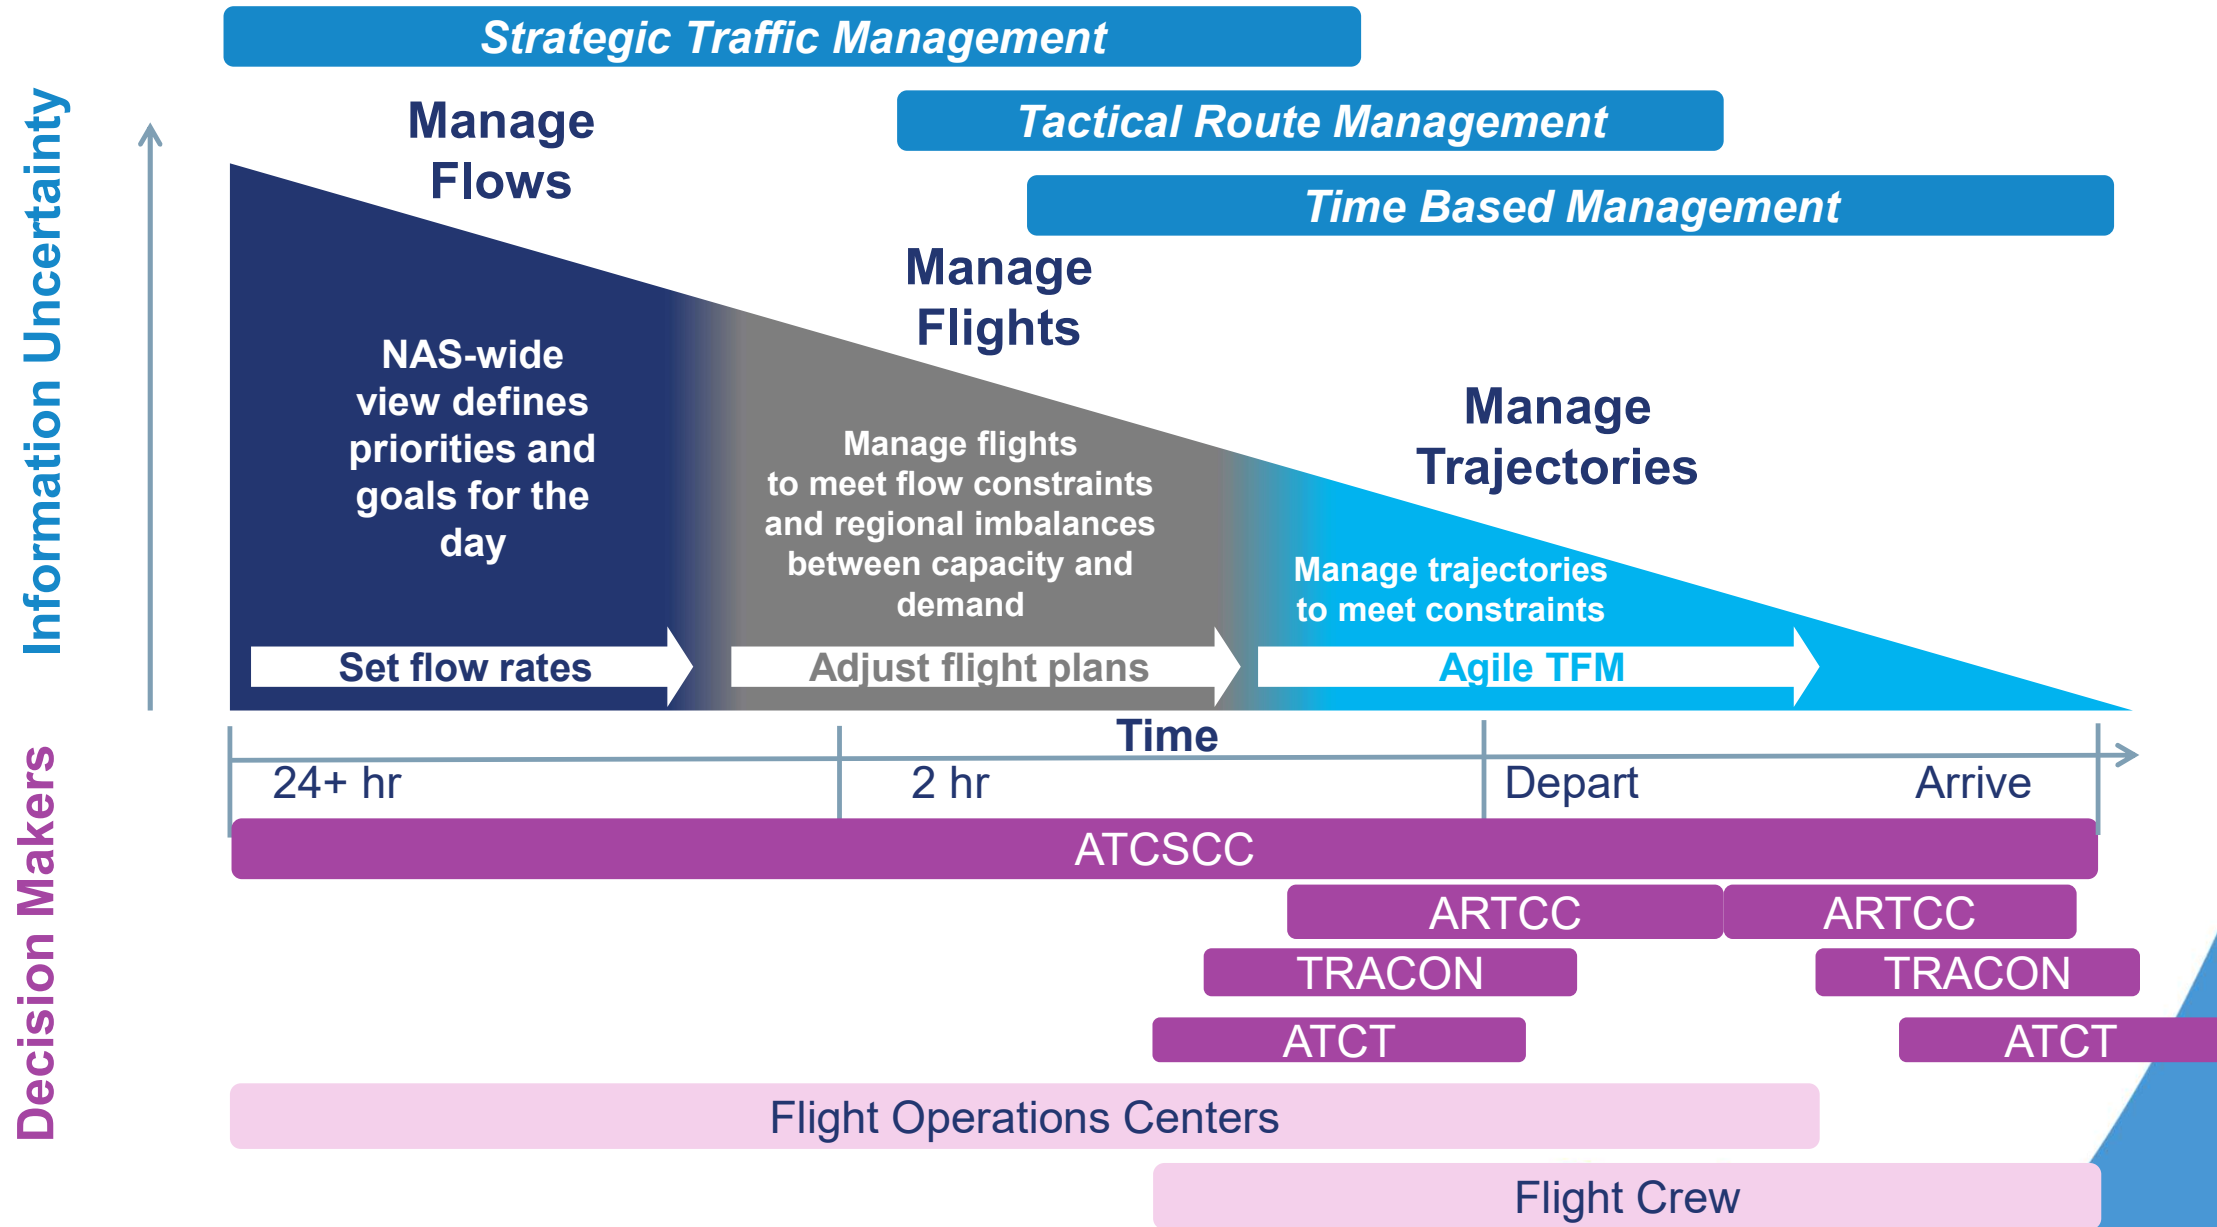 Strategic Traffic Management
Tactical Route Management
Time Based Management
Information Uncertainty
Manage
Flows
Manage
Flights
Manage
Trajectories
NAS-wide
view defines
priorities and
goals for the
day
Manage flights
to meet flow constraints
and regional imbalances
between capacity and
demand
Manage trajectories
to meet constraints
Set flow rates
Adjust flight plans
Agile TFM
Time
24+ hr
2 hr
Depart
Arrive
Decision Makers
ATCSCC
ARTCC
ARTCC
TRACON
TRACON
ATCT
ATCT
Flight Operations Centers
Flight Crew